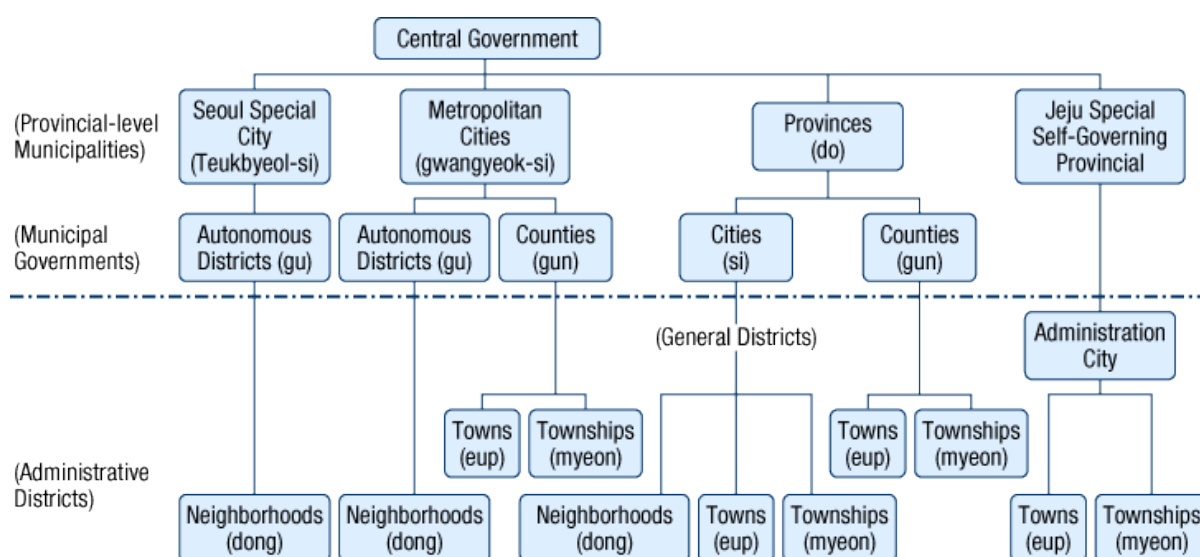 Central Government
(Provincial-level
Municipalities)
Seoul Special
City
(Teukbyeol-si)
Metropolitan
Cities
(gwangyeok-si)
Provinces
(do)
Jeju Special
Self-Governing
Provincial
(Municipal
Governments)
Autonomous
Districts (gu)
Autonomous
Districts (gu)
Counties
(gun)
Cities
(si)
Counties
(gun)
(General Districts)
Administration
City
(Administrative
Districts)
Towns
(eup)
Townships
(myeon)
Towns
(eup)
Townships
(myeon)
Neighborhoods
(dong)
Neighborhoods
(dong)
Neighborhoods
(dong)
Towns
(eup)
Townships
(myeon)
Towns
(eup)
Townships
(myeon)